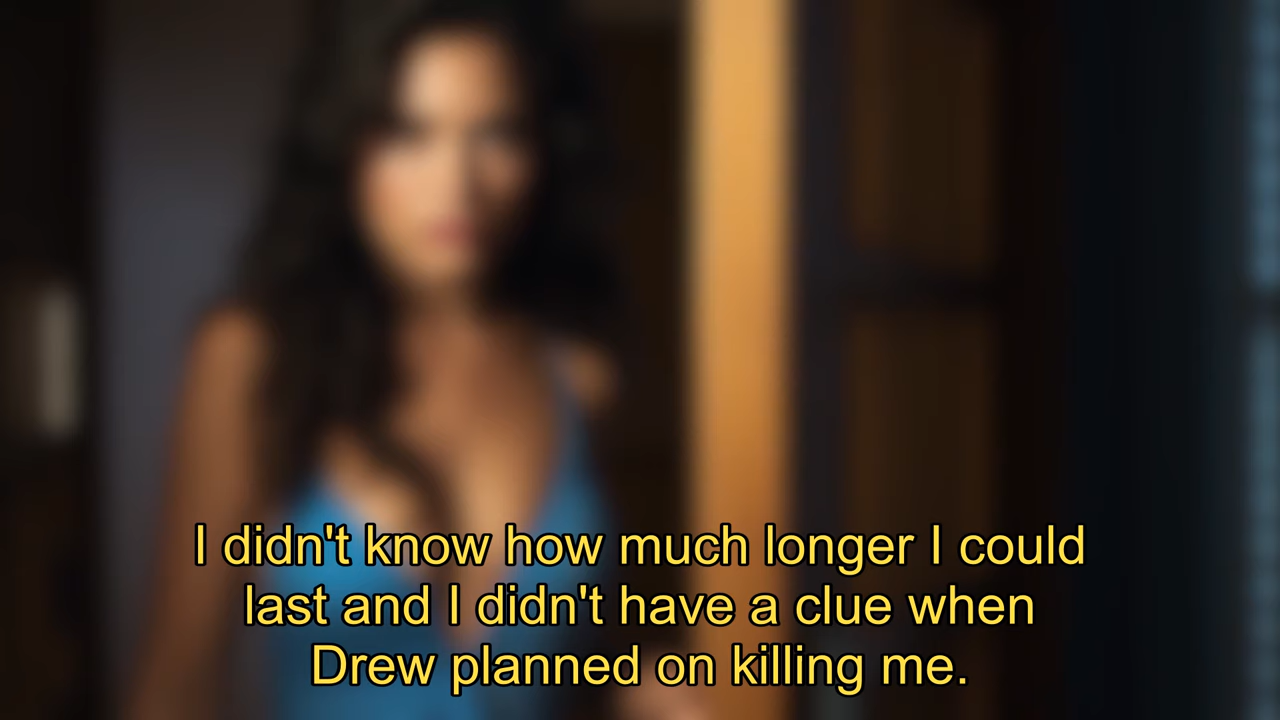 I didn't know how much longer I could
last and I didn't have a clue when
Drew planned on killing me.